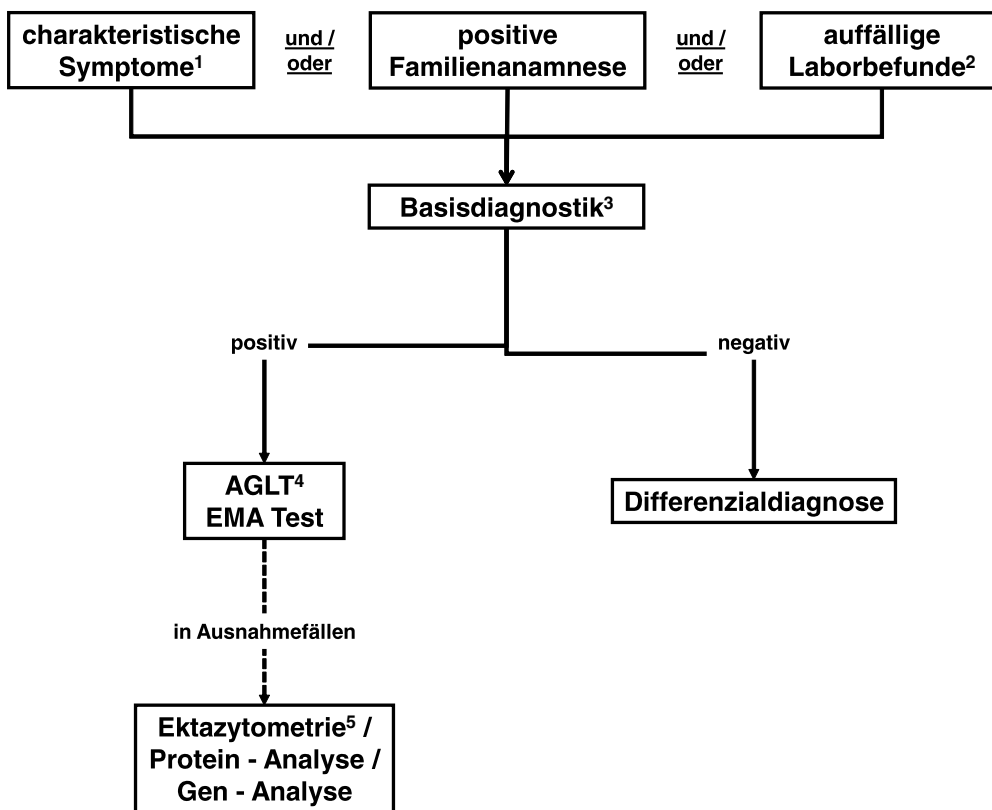 charakteristische
Symptome¹
und /
oder
positive
Familienanamnese
und /
oder
auffällige
Laborbefunde²
Basisdiagnostik³
positiv
negativ
AGLT⁴
EMA Test
Differenzialdiagnose
in Ausnahmefällen
Ektazytometrie⁵ /
Protein - Analyse /
Gen - Analyse